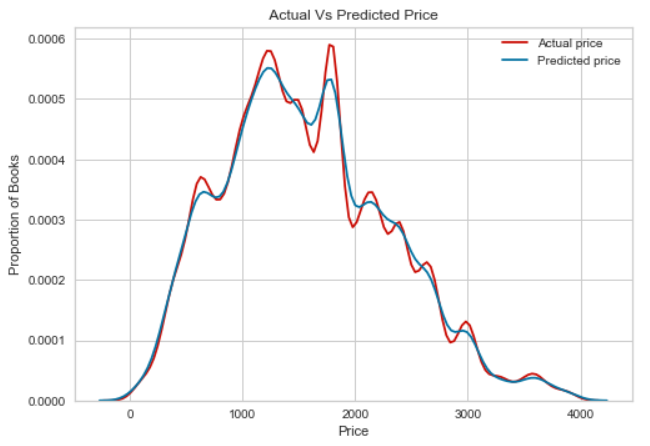 Actual Vs Predicted Price
Actual price
Predicted price
Proportion of Books
0.0006
0.0005
0.0004
0.0003
0.0002
0.0001
0.0000
0 1000 2000 3000 4000
Price